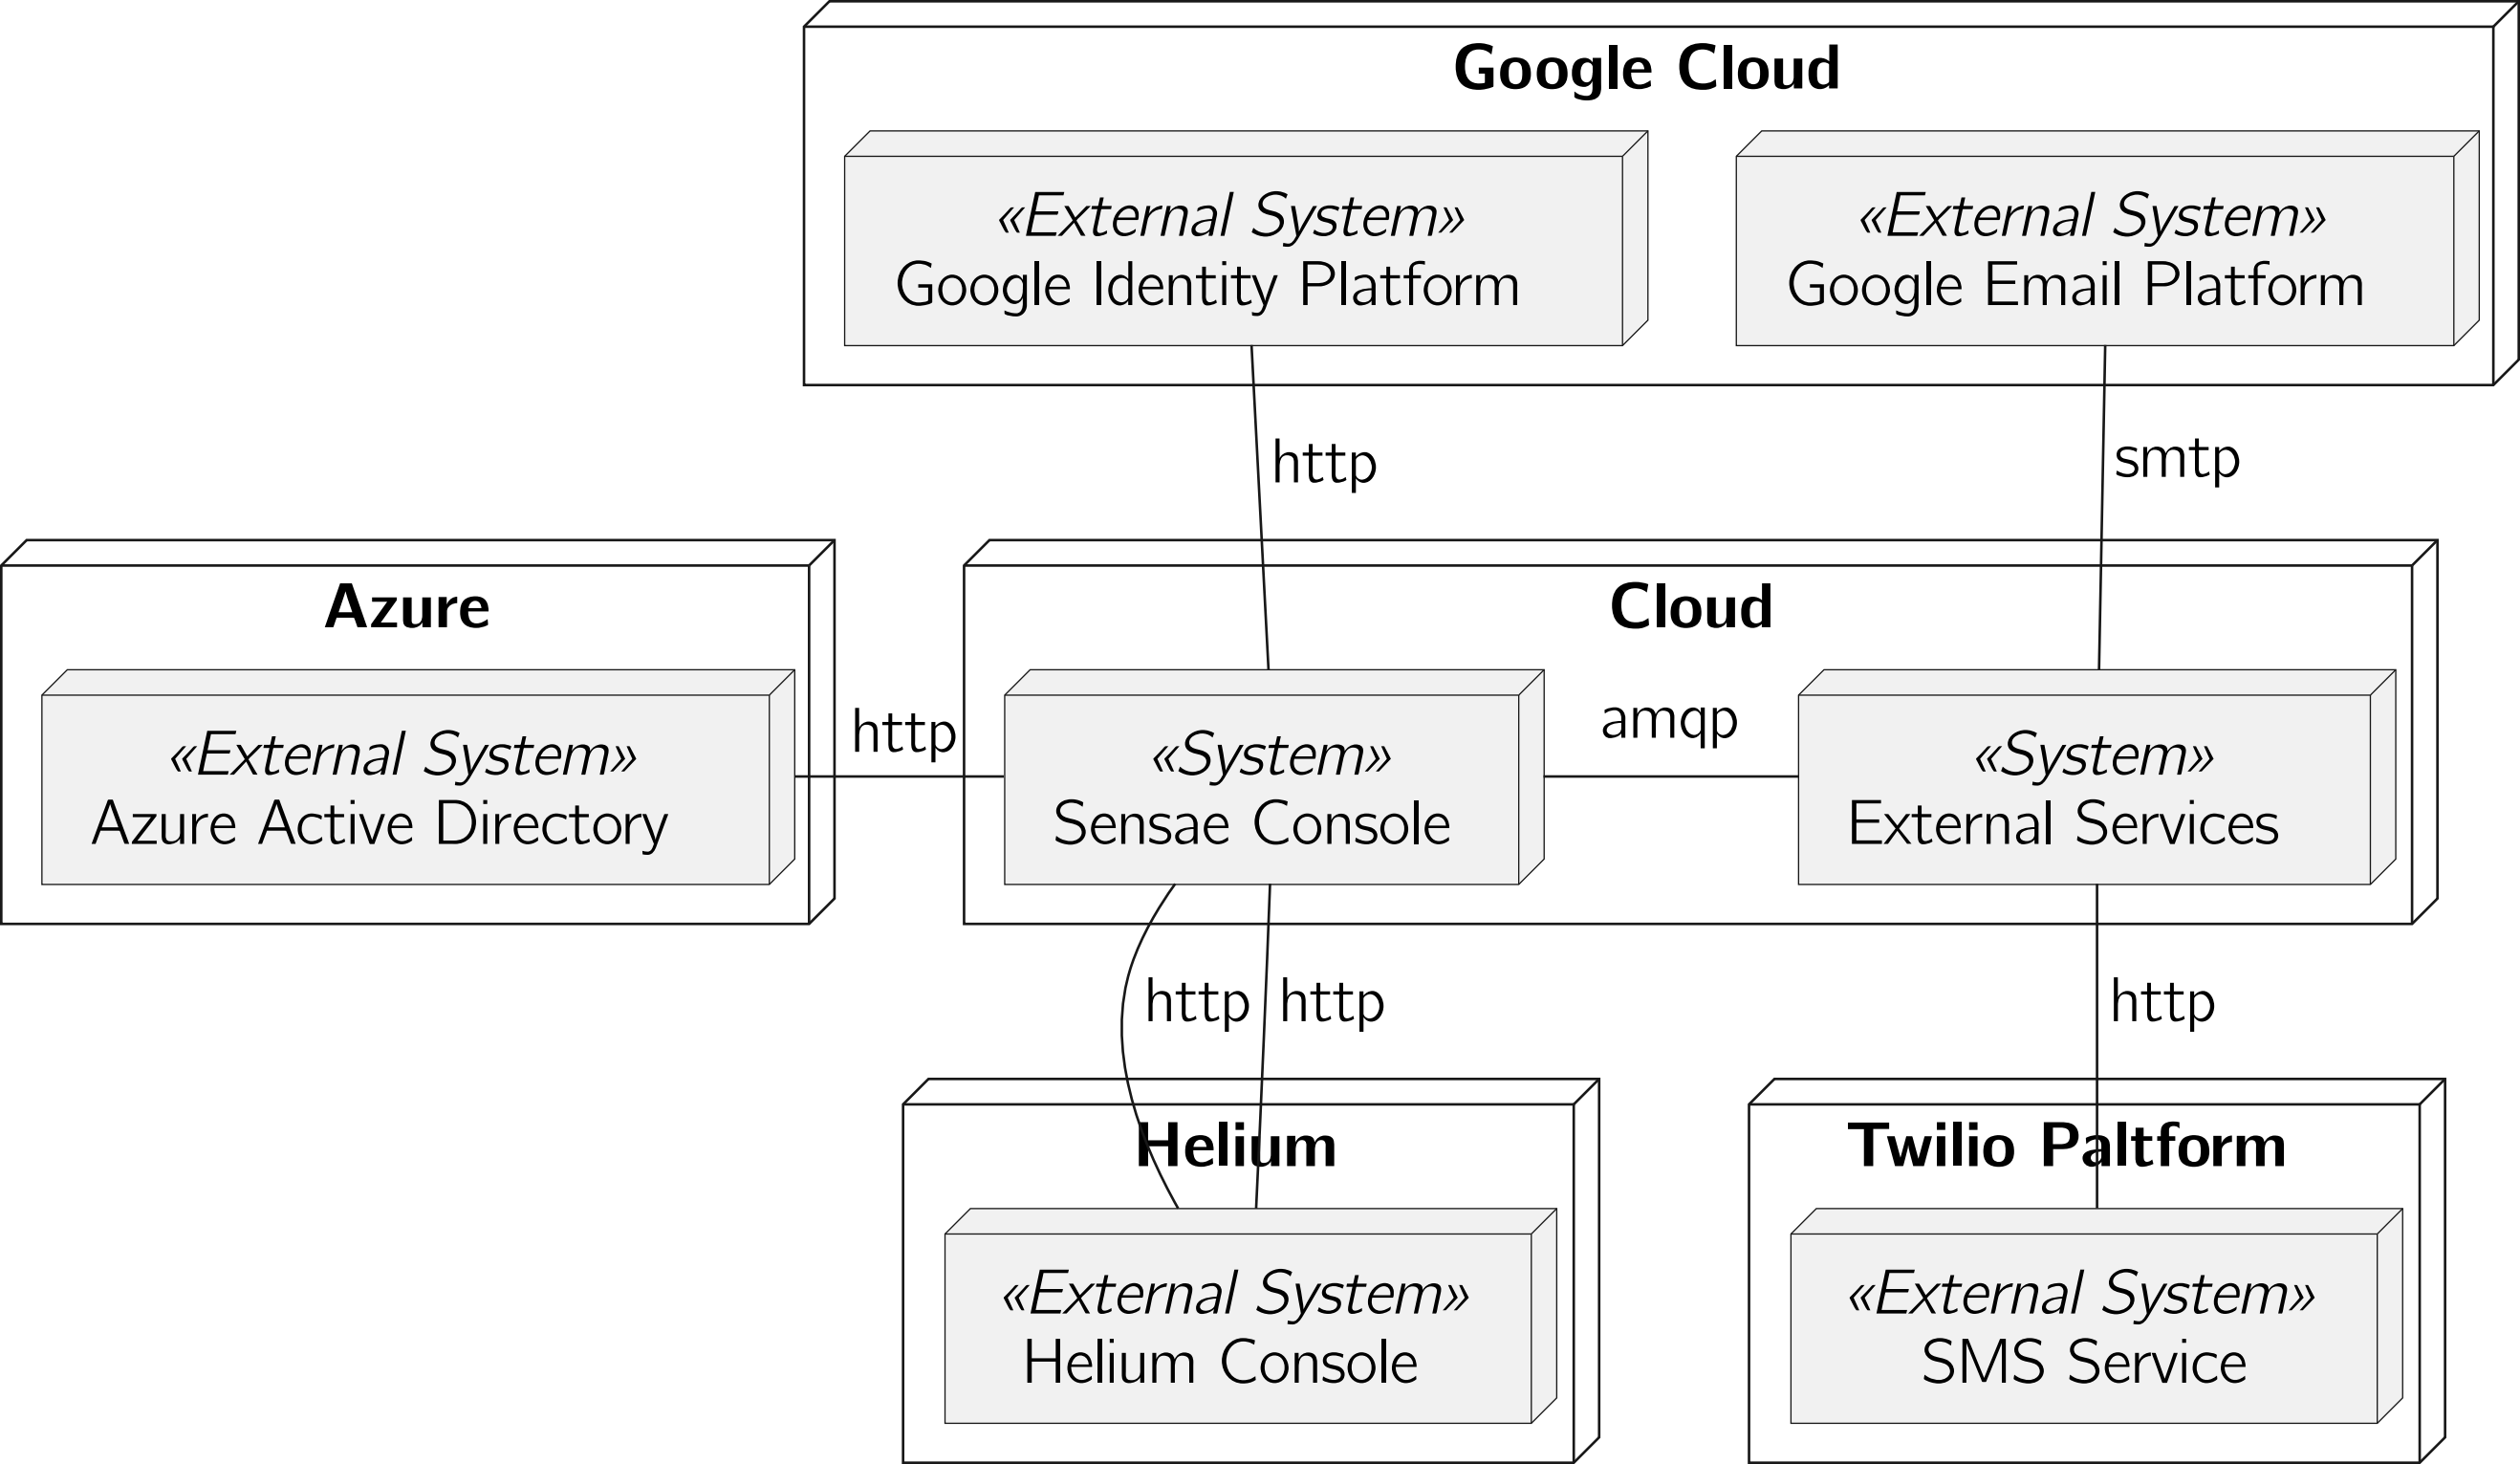 Google Cloud
«External System»
Google Identity Platform
«External System»
Google Email Platform
http
smtp
Azure
«External System»
Azure Active Directory
http
Cloud
«System»
Sensae Console
amqp
«System»
External Services
http
http
http
Helium
«External System»
Helium Console
Twilio Paltform
«External System»
SMS Service